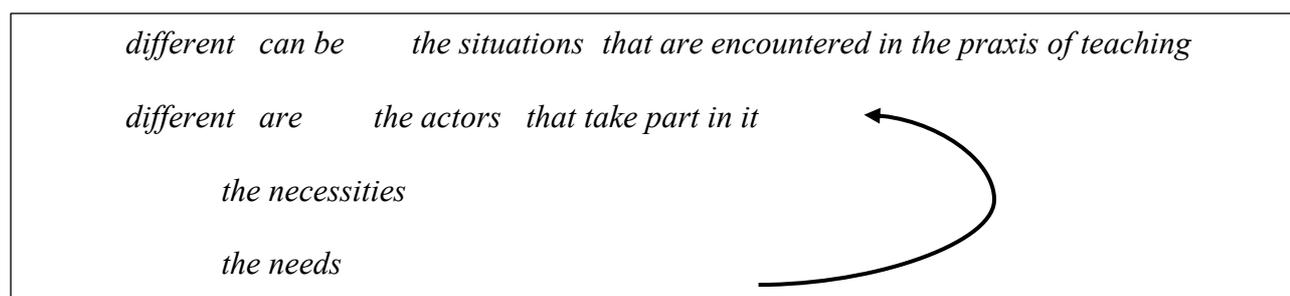 different can be the situations that are encountered in the praxis of teaching
different are the actors that take part in it
the necessities
the needs